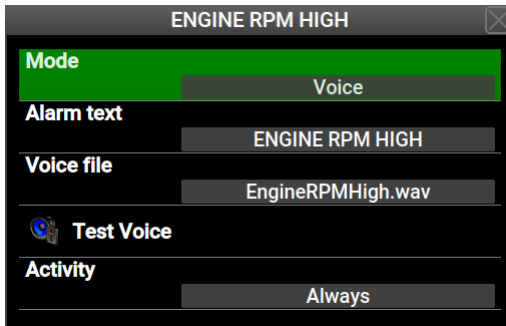 ENGINE RPM HIGH
Mode
Voice
Alarm text
ENGINE RPM HIGH
Voice file
EngineRPMHigh.wav
Test Voice
Activity
Always